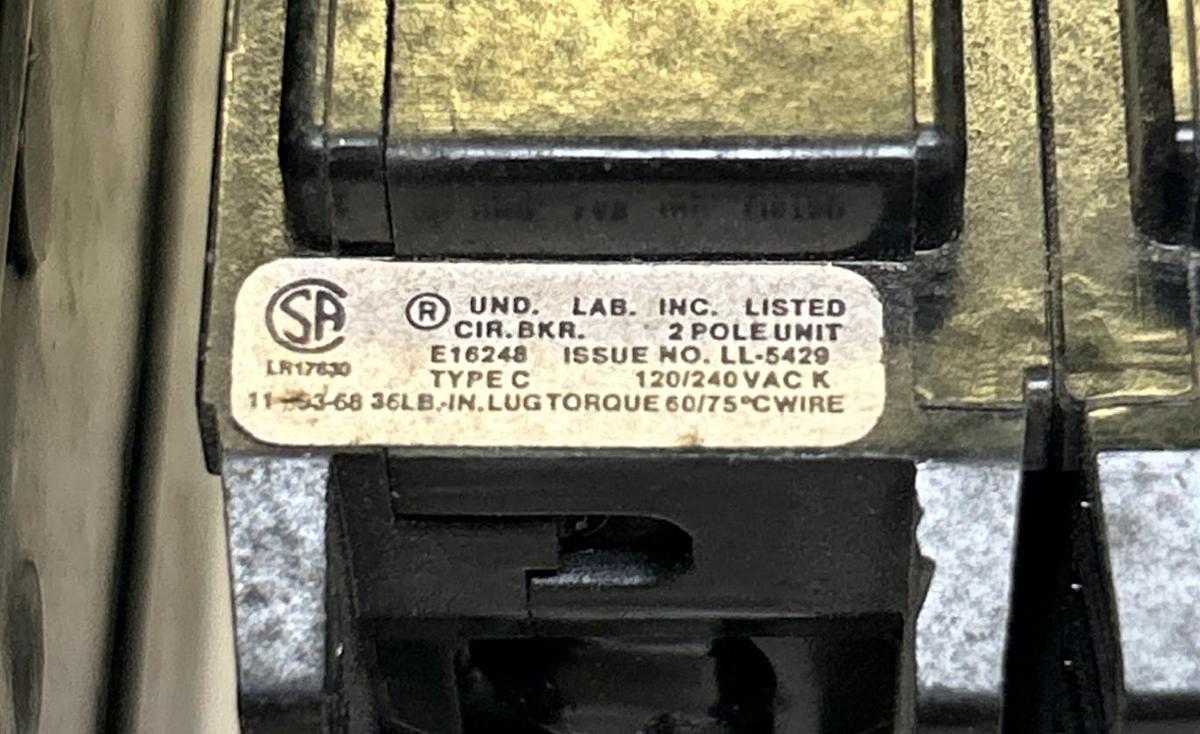 SA
LR17630
® UND. LAB. INC. LISTED
CIR.BKR. 2 POLE UNIT
E16248 ISSUE NO. LL-5429
TYPE C 120/240 VAC K
36LB.-IN. LUG TORQUE 60/75°C WIRE